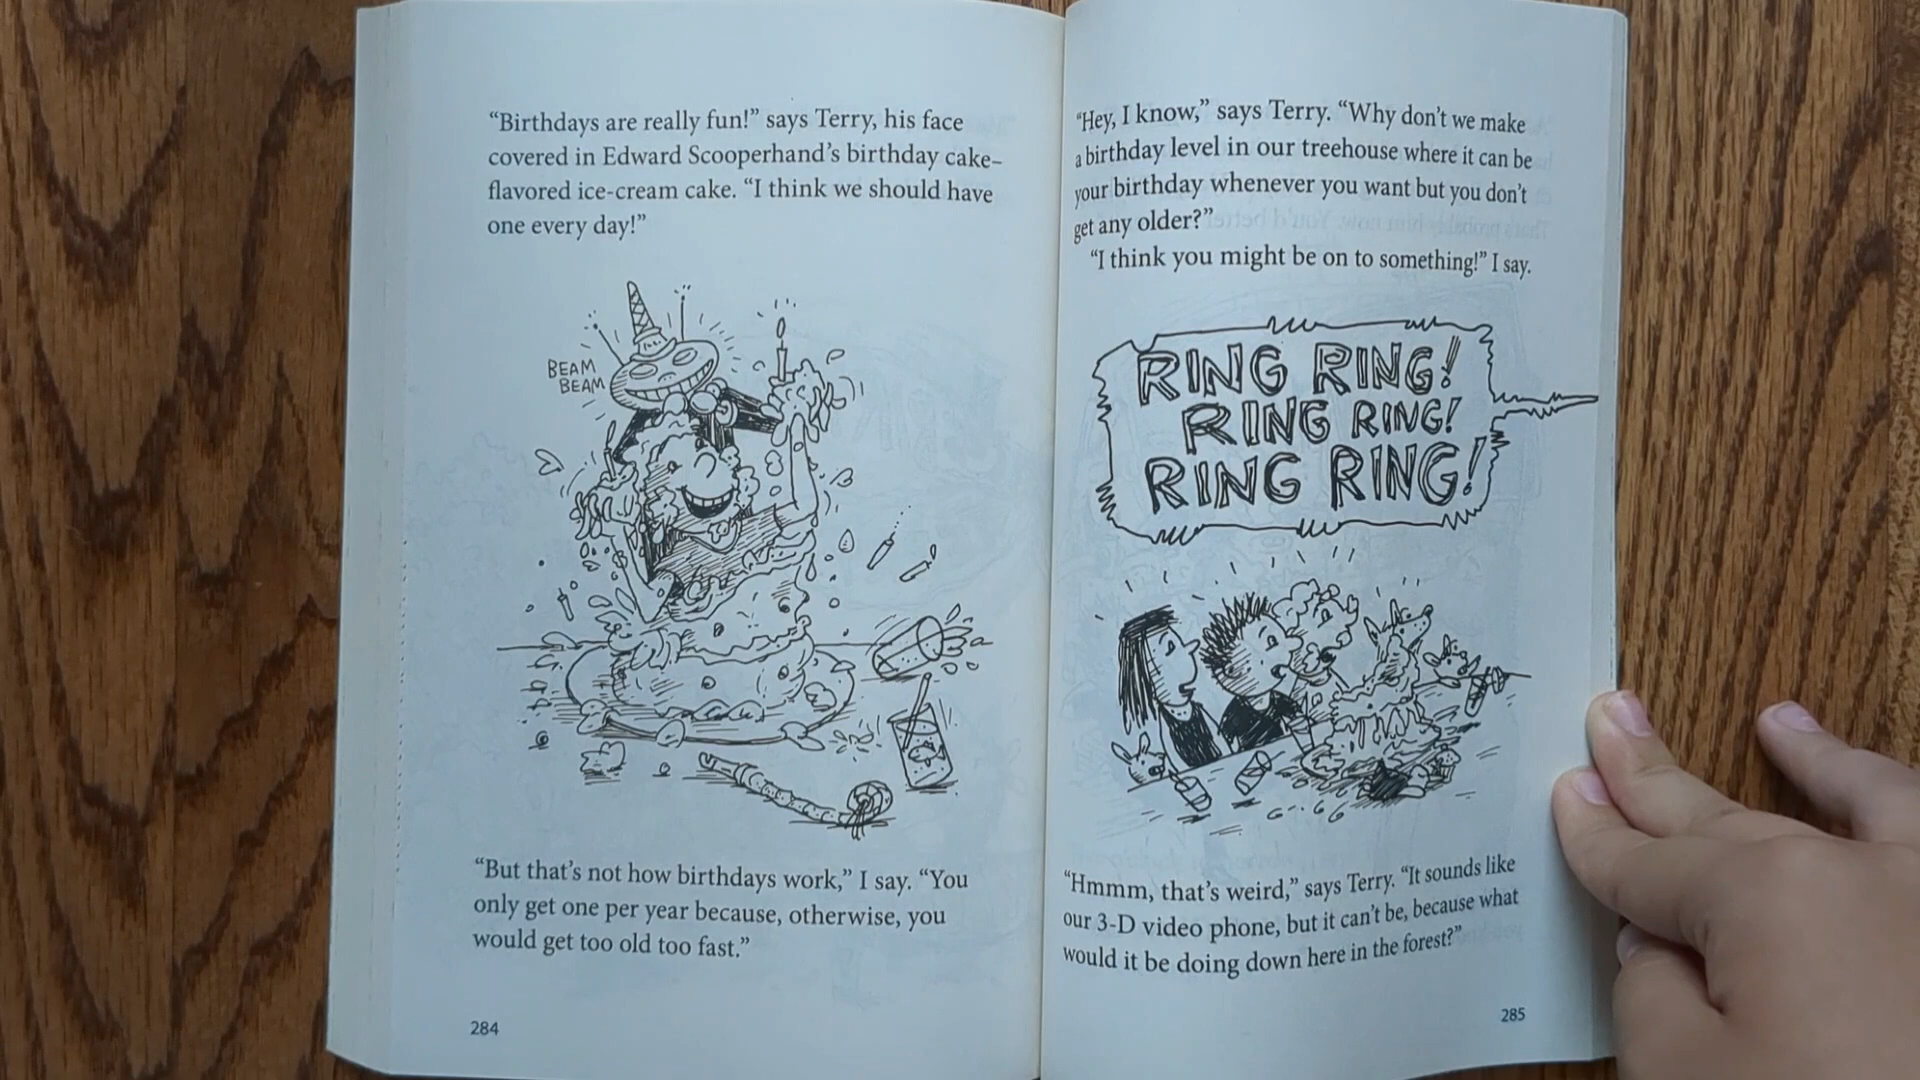 “Birthdays are really fun!” says Terry, his face
covered in Edward Scooperhand’s birthday cake–
flavored ice-cream cake. “I think we should have
one every day!”
BEAM
BEAM
“But that’s not how birthdays work,” I say. “You
only get one per year because, otherwise, you
would get too old too fast.”
284
“Hey, I know,” says Terry. “Why don’t we make
a birthday level in our treehouse where it can be
your birthday whenever you want but you don’t
get any older?”
“I think you might be on to something!” I say.
RING RING!
RING RING!
RING RING!
“Hmmm, that’s weird,” says Terry. “It sounds like
our 3-D video phone, but it can’t be, because what
would it be doing down here in the forest?”
285